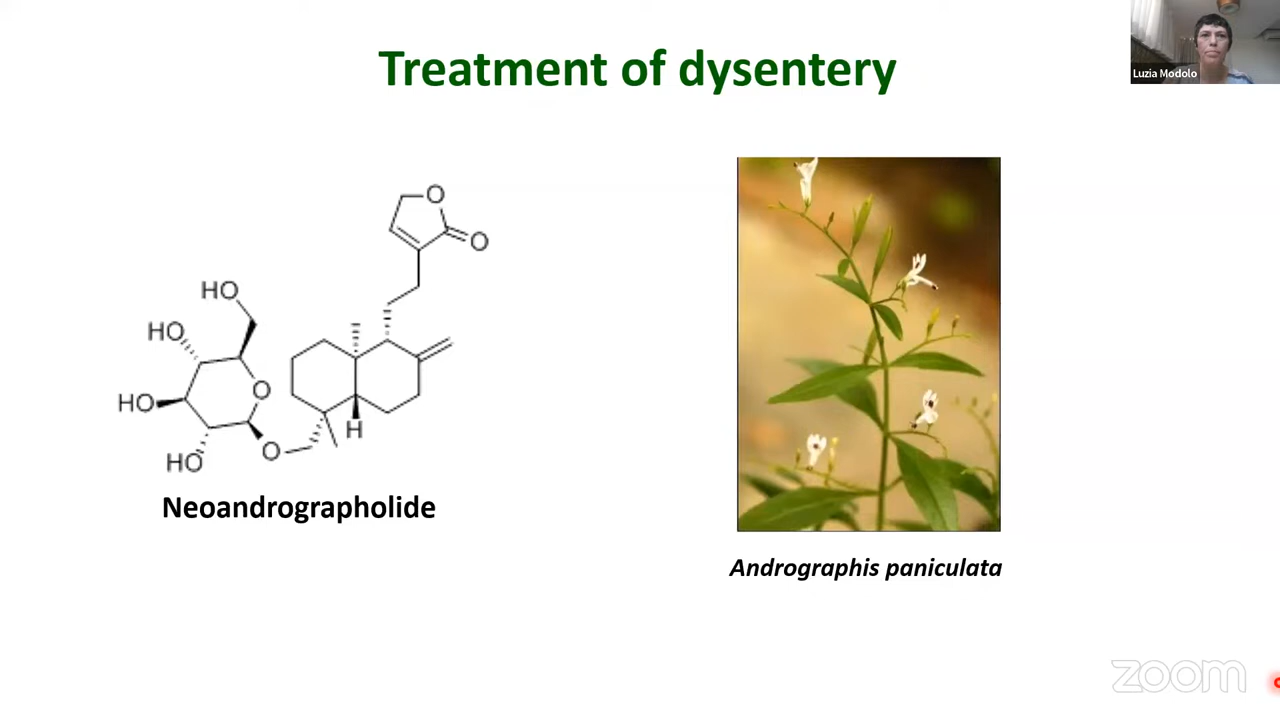 Treatment of dysentery
Luzia Modolo
O
O
HO
HO
HO
O
HO
O
H
Neoandrographolide
Andrographis paniculata
zoom